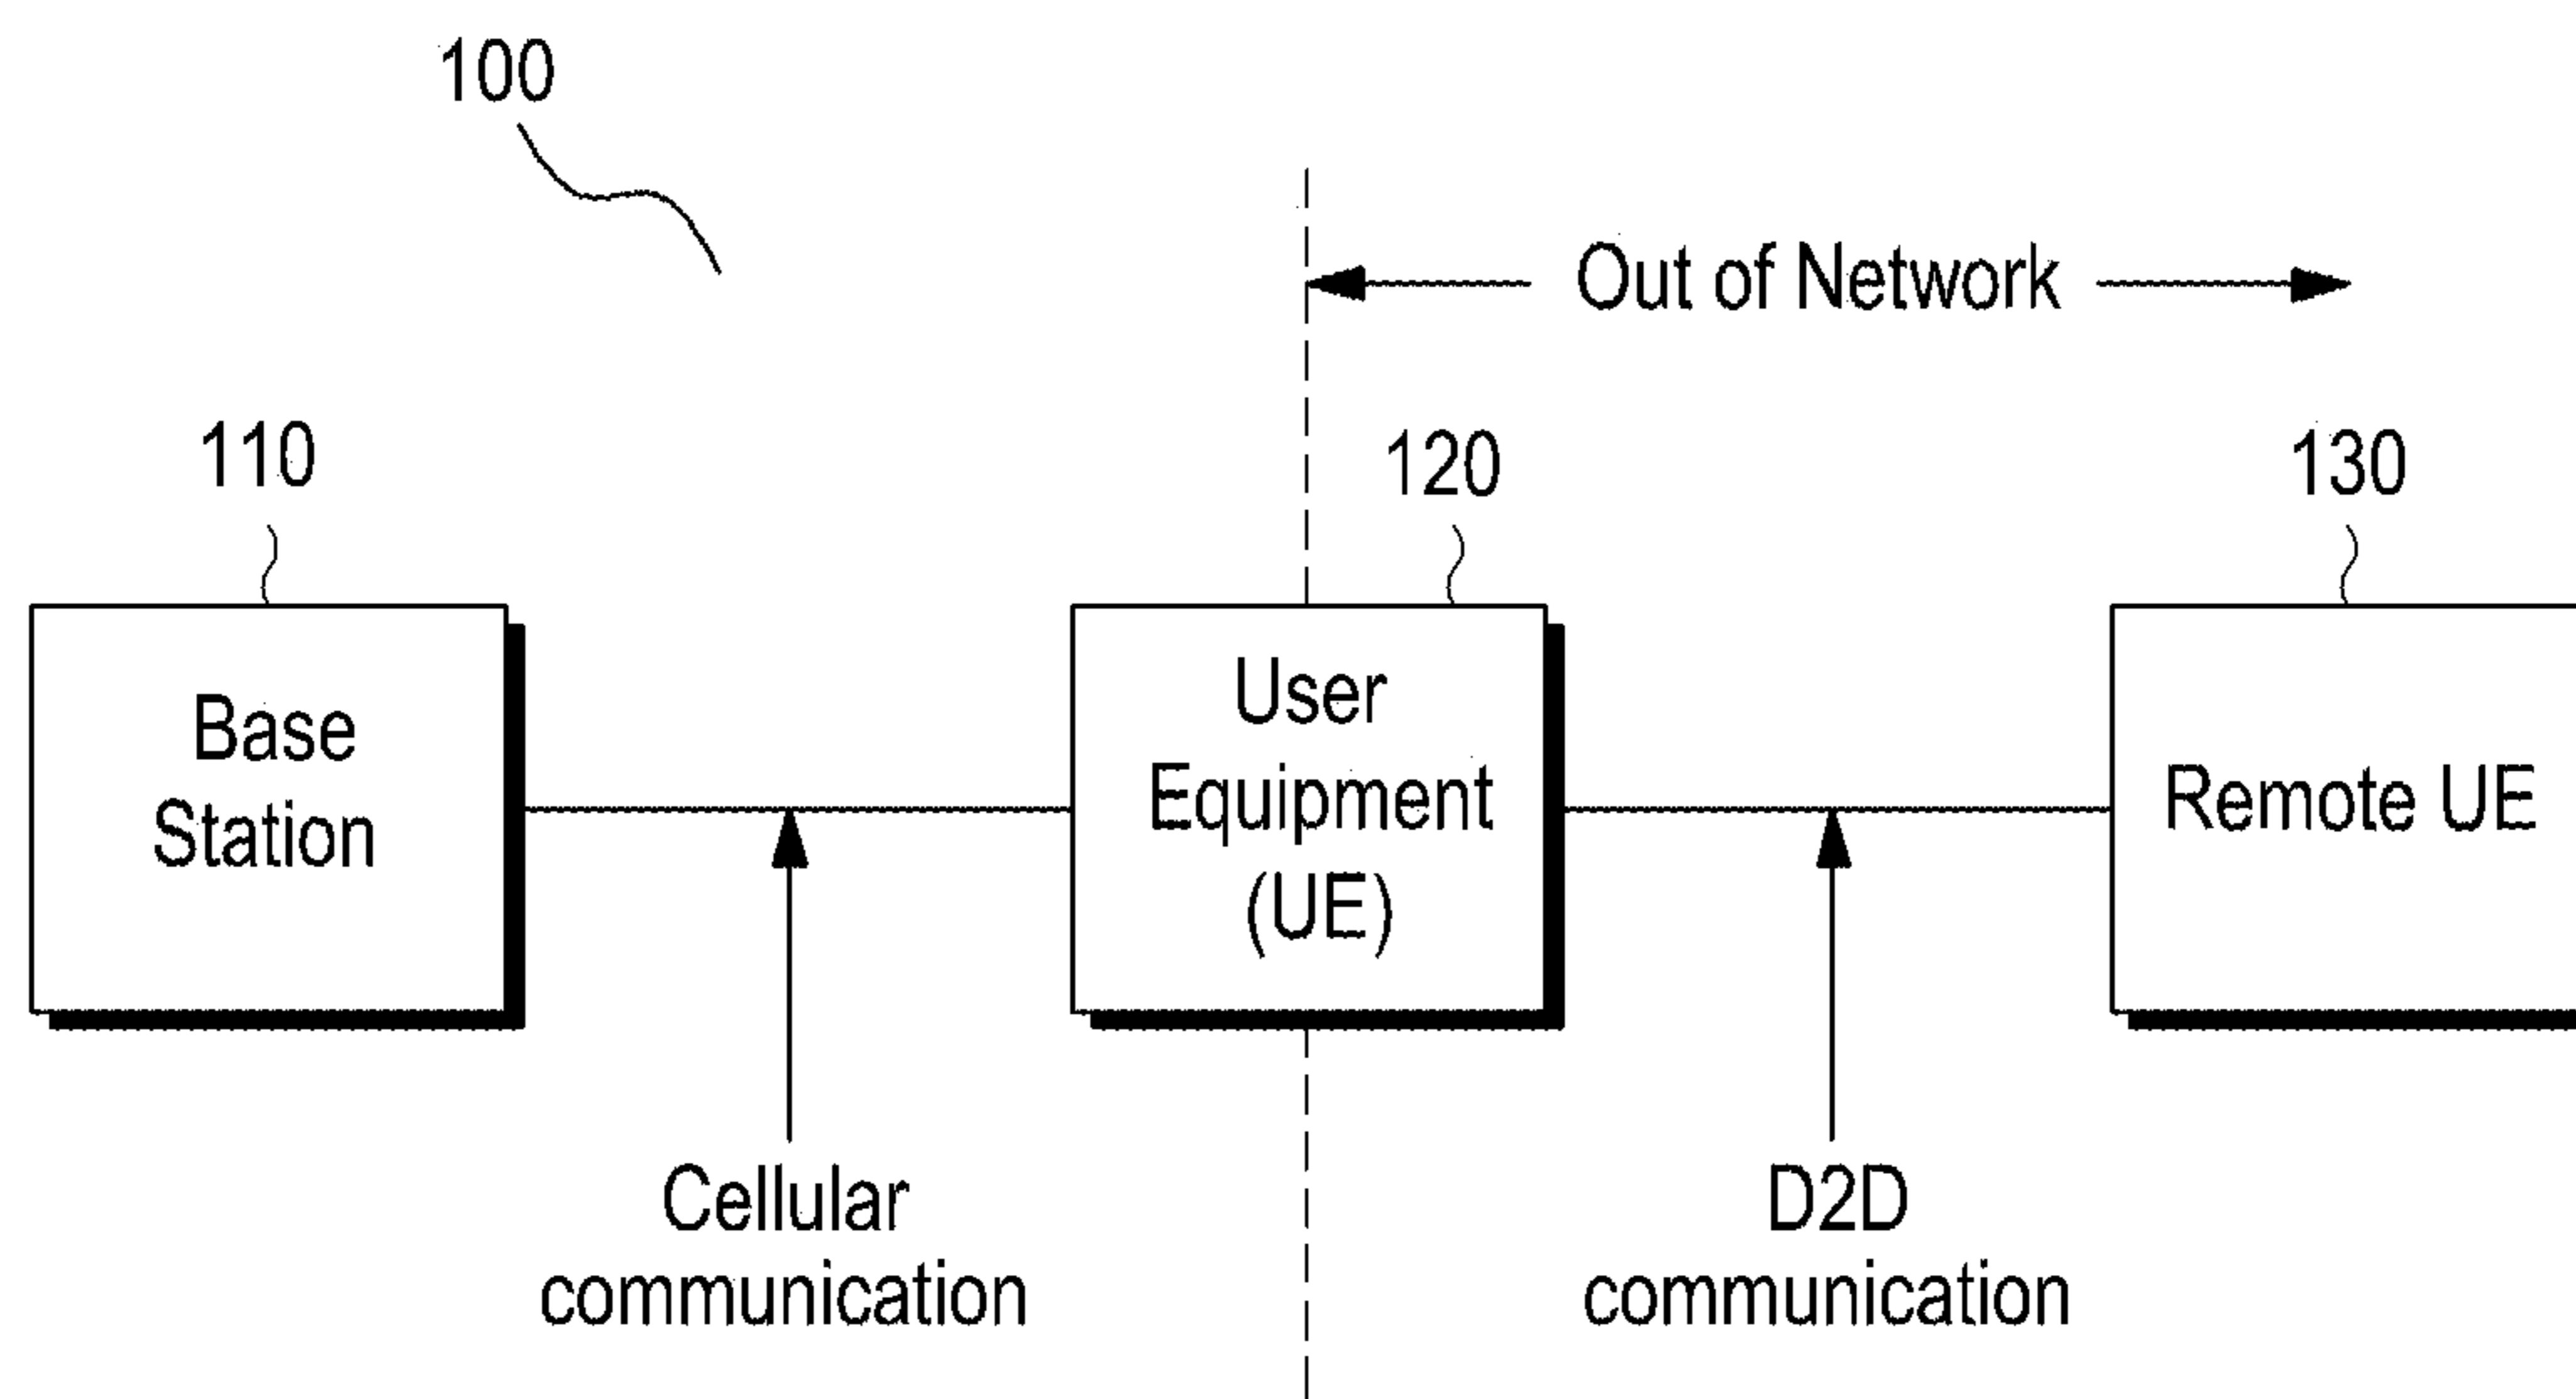 100
Out of Network
110
120
130
Base
Station
User
Equipment
(UE)
Remote UE
Cellular
communication
D2D
communication